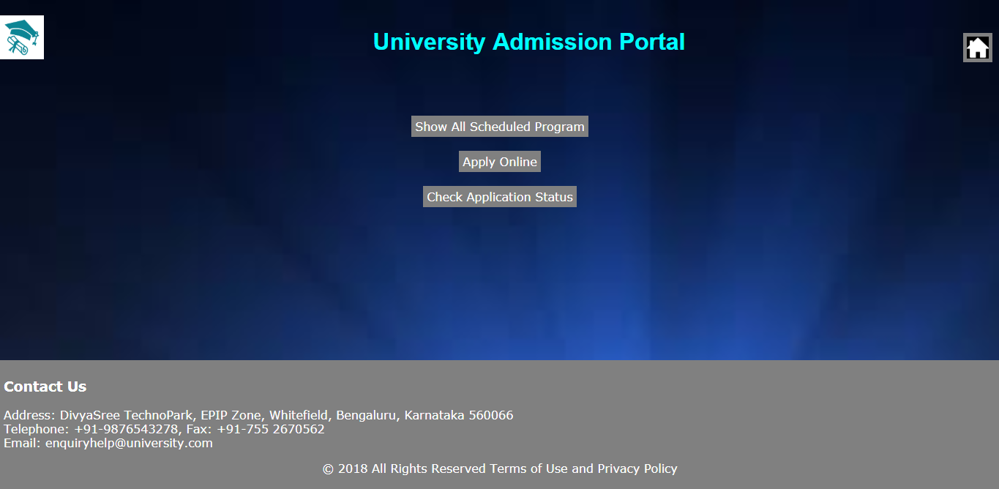 University Admission Portal
Show All Scheduled Program
Apply Online
Check Application Status
Contact Us
Address: DivyaSree TechnoPark, EPIP Zone, Whitefield, Bengaluru, Karnataka 560066
Telephone: +91-9876543278, Fax: +91-755 2670562
Email: enquiryhelp@university.com
© 2018 All Rights Reserved Terms of Use and Privacy Policy